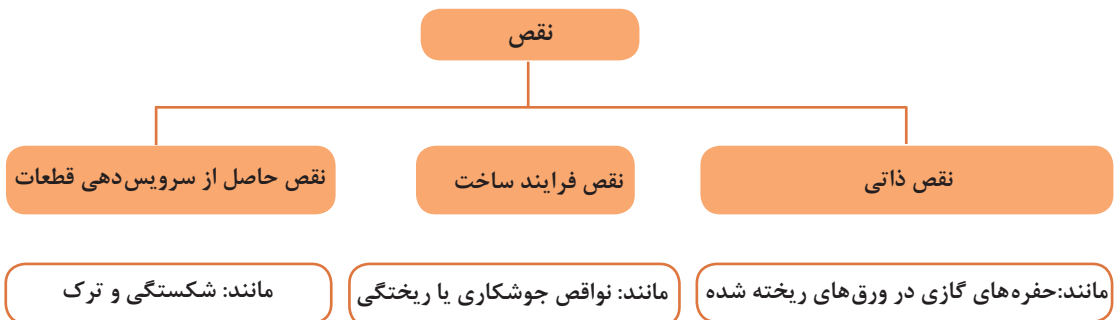 نقص
نقص ذاتی
نقص فرایند ساخت
نقص حاصل از سرویس‌دهی قطعات
مانند:حفره‌های گازی در ورق‌های ریخته شده
مانند: نواقص جوشکاری یا ریختگی
مانند: شکستگی و ترک